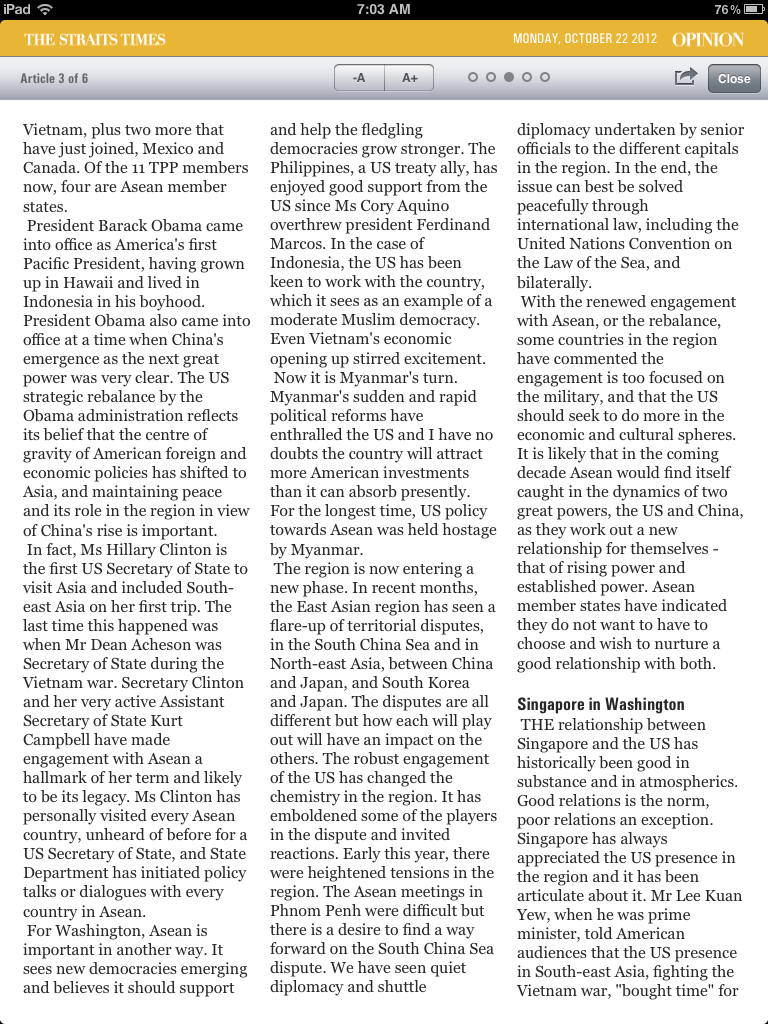 iPad
7:03 AM
76%
THE STRAITS TIMES
MONDAY, OCTOBER 22 2012 OPINION
Article 3 of 6
-A
A+
Close
Vietnam, plus two more that
have just joined, Mexico and
Canada. Of the 11 TPP members
now, four are Asean member
states.
President Barack Obama came
into office as America's first
Pacific President, having grown
up in Hawaii and lived in
Indonesia in his boyhood.
President Obama also came into
office at a time when China's
emergence as the next great
power was very clear. The US
strategic rebalance by the
Obama administration reflects
its belief that the centre of
gravity of American foreign and
economic policies has shifted to
Asia, and maintaining peace
and its role in the region in view
of China's rise is important.
In fact, Ms Hillary Clinton is
the first US Secretary of State to
visit Asia and included South-
east Asia on her first trip. The
last time this happened was
when Mr Dean Acheson was
Secretary of State during the
Vietnam war. Secretary Clinton
and her very active Assistant
Secretary of State Kurt
Campbell have made
engagement with Asean a
hallmark of her term and likely
to be its legacy. Ms Clinton has
personally visited every Asean
country, unheard of before for a
US Secretary of State, and State
Department has initiated policy
talks or dialogues with every
country in Asean.
For Washington, Asean is
important in another way. It
sees new democracies emerging
and believes it should support
and help the fledgling
democracies grow stronger. The
Philippines, a US treaty ally, has
enjoyed good support from the
US since Ms Cory Aquino
overthrew president Ferdinand
Marcos. In the case of
Indonesia, the US has been
keen to work with the country,
which it sees as an example of a
moderate Muslim democracy.
Even Vietnam's economic
opening up stirred excitement.
Now it is Myanmar's turn.
Myanmar's sudden and rapid
political reforms have
enthralled the US and I have no
doubts the country will attract
more American investments
than it can absorb presently.
For the longest time, US policy
towards Asean was held hostage
by Myanmar.
The region is now entering a
new phase. In recent months,
the East Asian region has seen a
flare-up of territorial disputes,
in the South China Sea and in
North-east Asia, between China
and Japan, and South Korea
and Japan. The disputes are all
different but how each will play
out will have an impact on the
others. The robust engagement
of the US has changed the
chemistry in the region. It has
emboldened some of the players
in the dispute and invited
reactions. Early this year, there
were heightened tensions in the
region. The Asean meetings in
Phnom Penh were difficult but
there is a desire to find a way
forward on the South China Sea
dispute. We have seen quiet
diplomacy and shuttle
diplomacy undertaken by senior
officials to the different capitals
in the region. In the end, the
issue can best be solved
peacefully through
international law, including the
United Nations Convention on
the Law of the Sea, and
bilaterally.
With the renewed engagement
with Asean, or the rebalance,
some countries in the region
have commented the
engagement is too focused on
the military, and that the US
should seek to do more in the
economic and cultural spheres.
It is likely that in the coming
decade Asean would find itself
caught in the dynamics of two
great powers, the US and China,
as they work out a new
relationship for themselves -
that of rising power and
established power. Asean
member states have indicated
they do not want to have to
choose and wish to nurture a
good relationship with both.
Singapore in Washington
THE relationship between
Singapore and the US has
historically been good in
substance and in atmospherics.
Good relations is the norm,
poor relations an exception.
Singapore has always
appreciated the US presence in
the region and it has been
articulate about it. Mr Lee Kuan
Yew, when he was prime
minister, told American
audiences that the US presence
in South-east Asia, fighting the
Vietnam war, "bought time" for